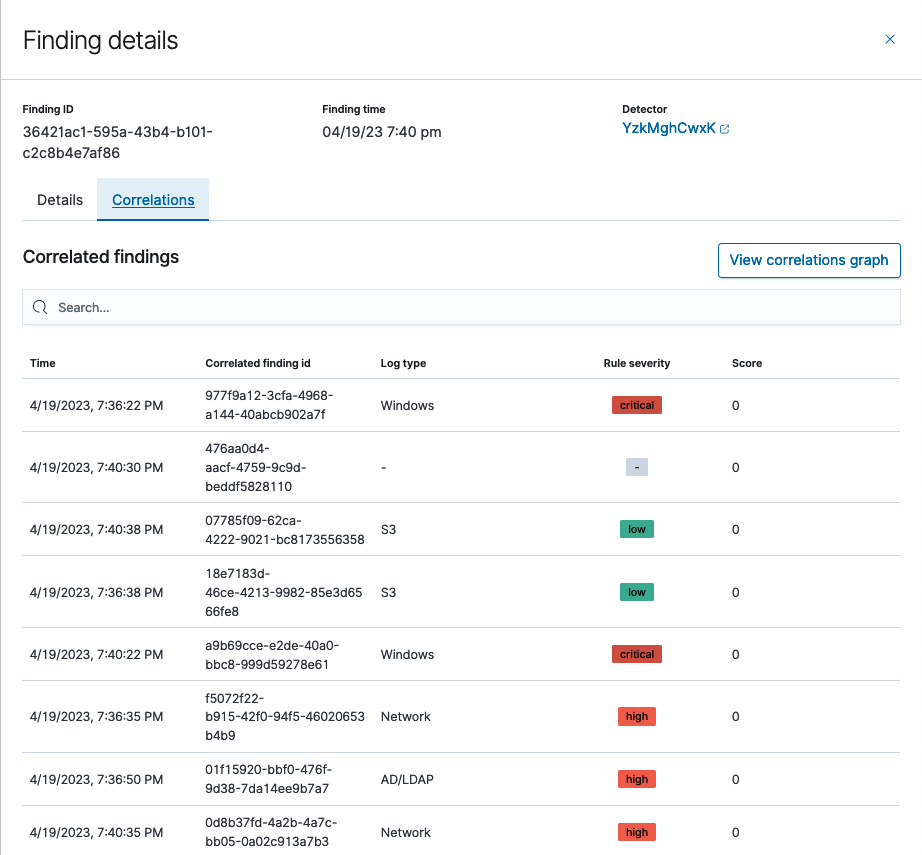 Finding details
Finding ID
Finding time
Detector
36421ac1-595a-43b4-b101-
c2c8b4e7af86
04/19/23 7:40 pm
YzkMghCwxK
Details
Correlations
Correlated findings
View correlations graph
Search...
Time
Correlated finding id
Log type
Rule severity
Score
4/19/2023, 7:36:22 PM
977f9a12-3cfa-4968-
a144-40abcb902a7f
Windows
critical
0
4/19/2023, 7:40:30 PM
476aa0d4-
aacf-4759-9c9d-
beddf5828110
-
-
0
4/19/2023, 7:40:38 PM
07785f09-62ca-
4222-9021-bc8173556358
S3
low
0
4/19/2023, 7:36:38 PM
18e7183d-
46ce-4213-9982-85e3d65
66fe8
S3
low
0
4/19/2023, 7:40:22 PM
a9b69cce-e2de-40a0-
bbc8-999d59278e61
Windows
critical
0
4/19/2023, 7:36:35 PM
f5072f22-
b915-42f0-94f5-46020653
b4b9
Network
high
0
4/19/2023, 7:36:50 PM
01f15920-bbf0-476f-
9d38-7da14ee9b7a7
AD/LDAP
high
0
4/19/2023, 7:40:35 PM
0d8b37fd-4a2b-4a7c-
bb05-0a02c913a7b3
Network
high
0